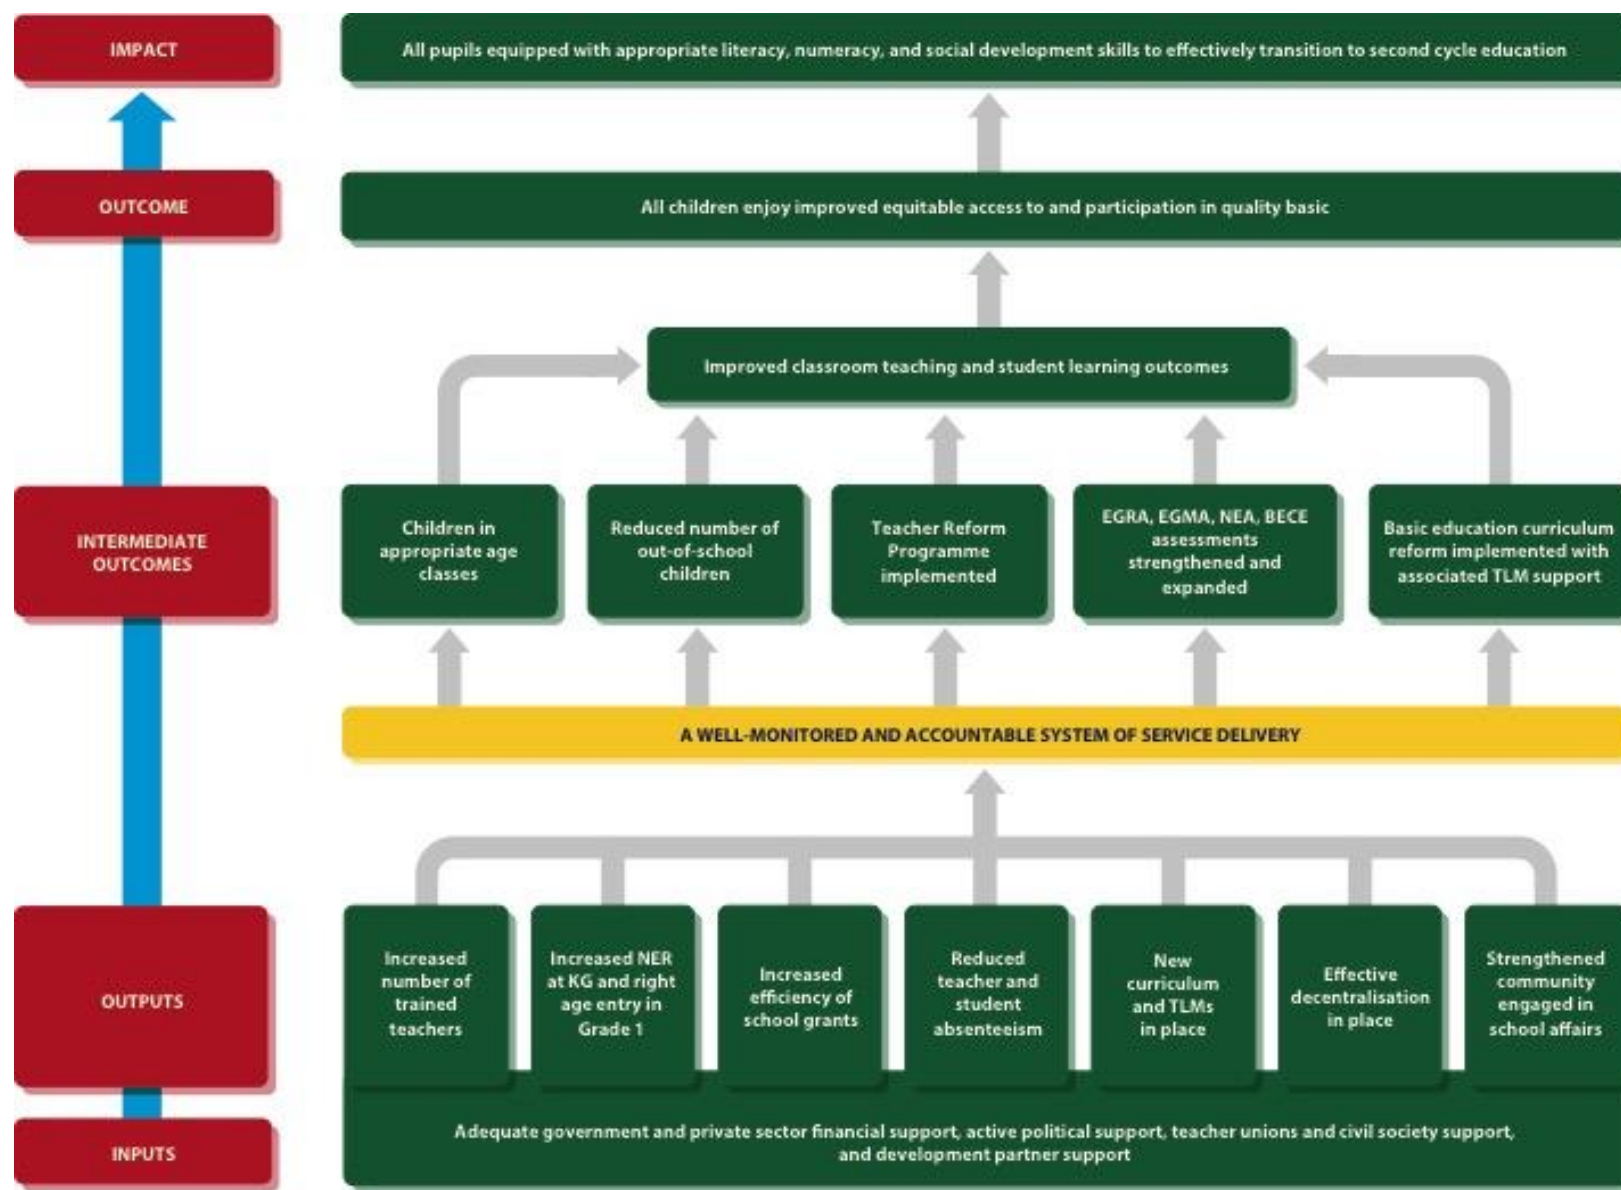 IMPACT
All pupils equipped with appropriate literacy, numeracy, and social development skills to effectively transition to second cycle education
OUTCOME
All children enjoy improved equitable access to and participation in quality basic
Improved classroom teaching and student learning outcomes
INTERMEDIATE
OUTCOMES
Children in
appropriate age
classes
Reduced number of
out-of-school
children
Teacher Reform
Programme
implemented
EGRA, EGMA, NEA, BECE
assessments
strengthened and
expanded
Basic education curriculum
reform implemented with
associated TLM support
A WELL-MONITORED AND ACCOUNTABLE SYSTEM OF SERVICE DELIVERY
OUTPUTS
Increased
number of
trained
teachers
Increased NER
at KG and right
age entry in
Grade 1
Increased
efficiency of
school grants
Reduced
teacher and
student
absenteeism
New
curriculum
and TLMs
in place
Effective
decentralisation
in place
Strengthened
community
engaged in
school affairs
INPUTS
Adequate government and private sector financial support, active political support, teacher unions and civil society support,
and development partner support